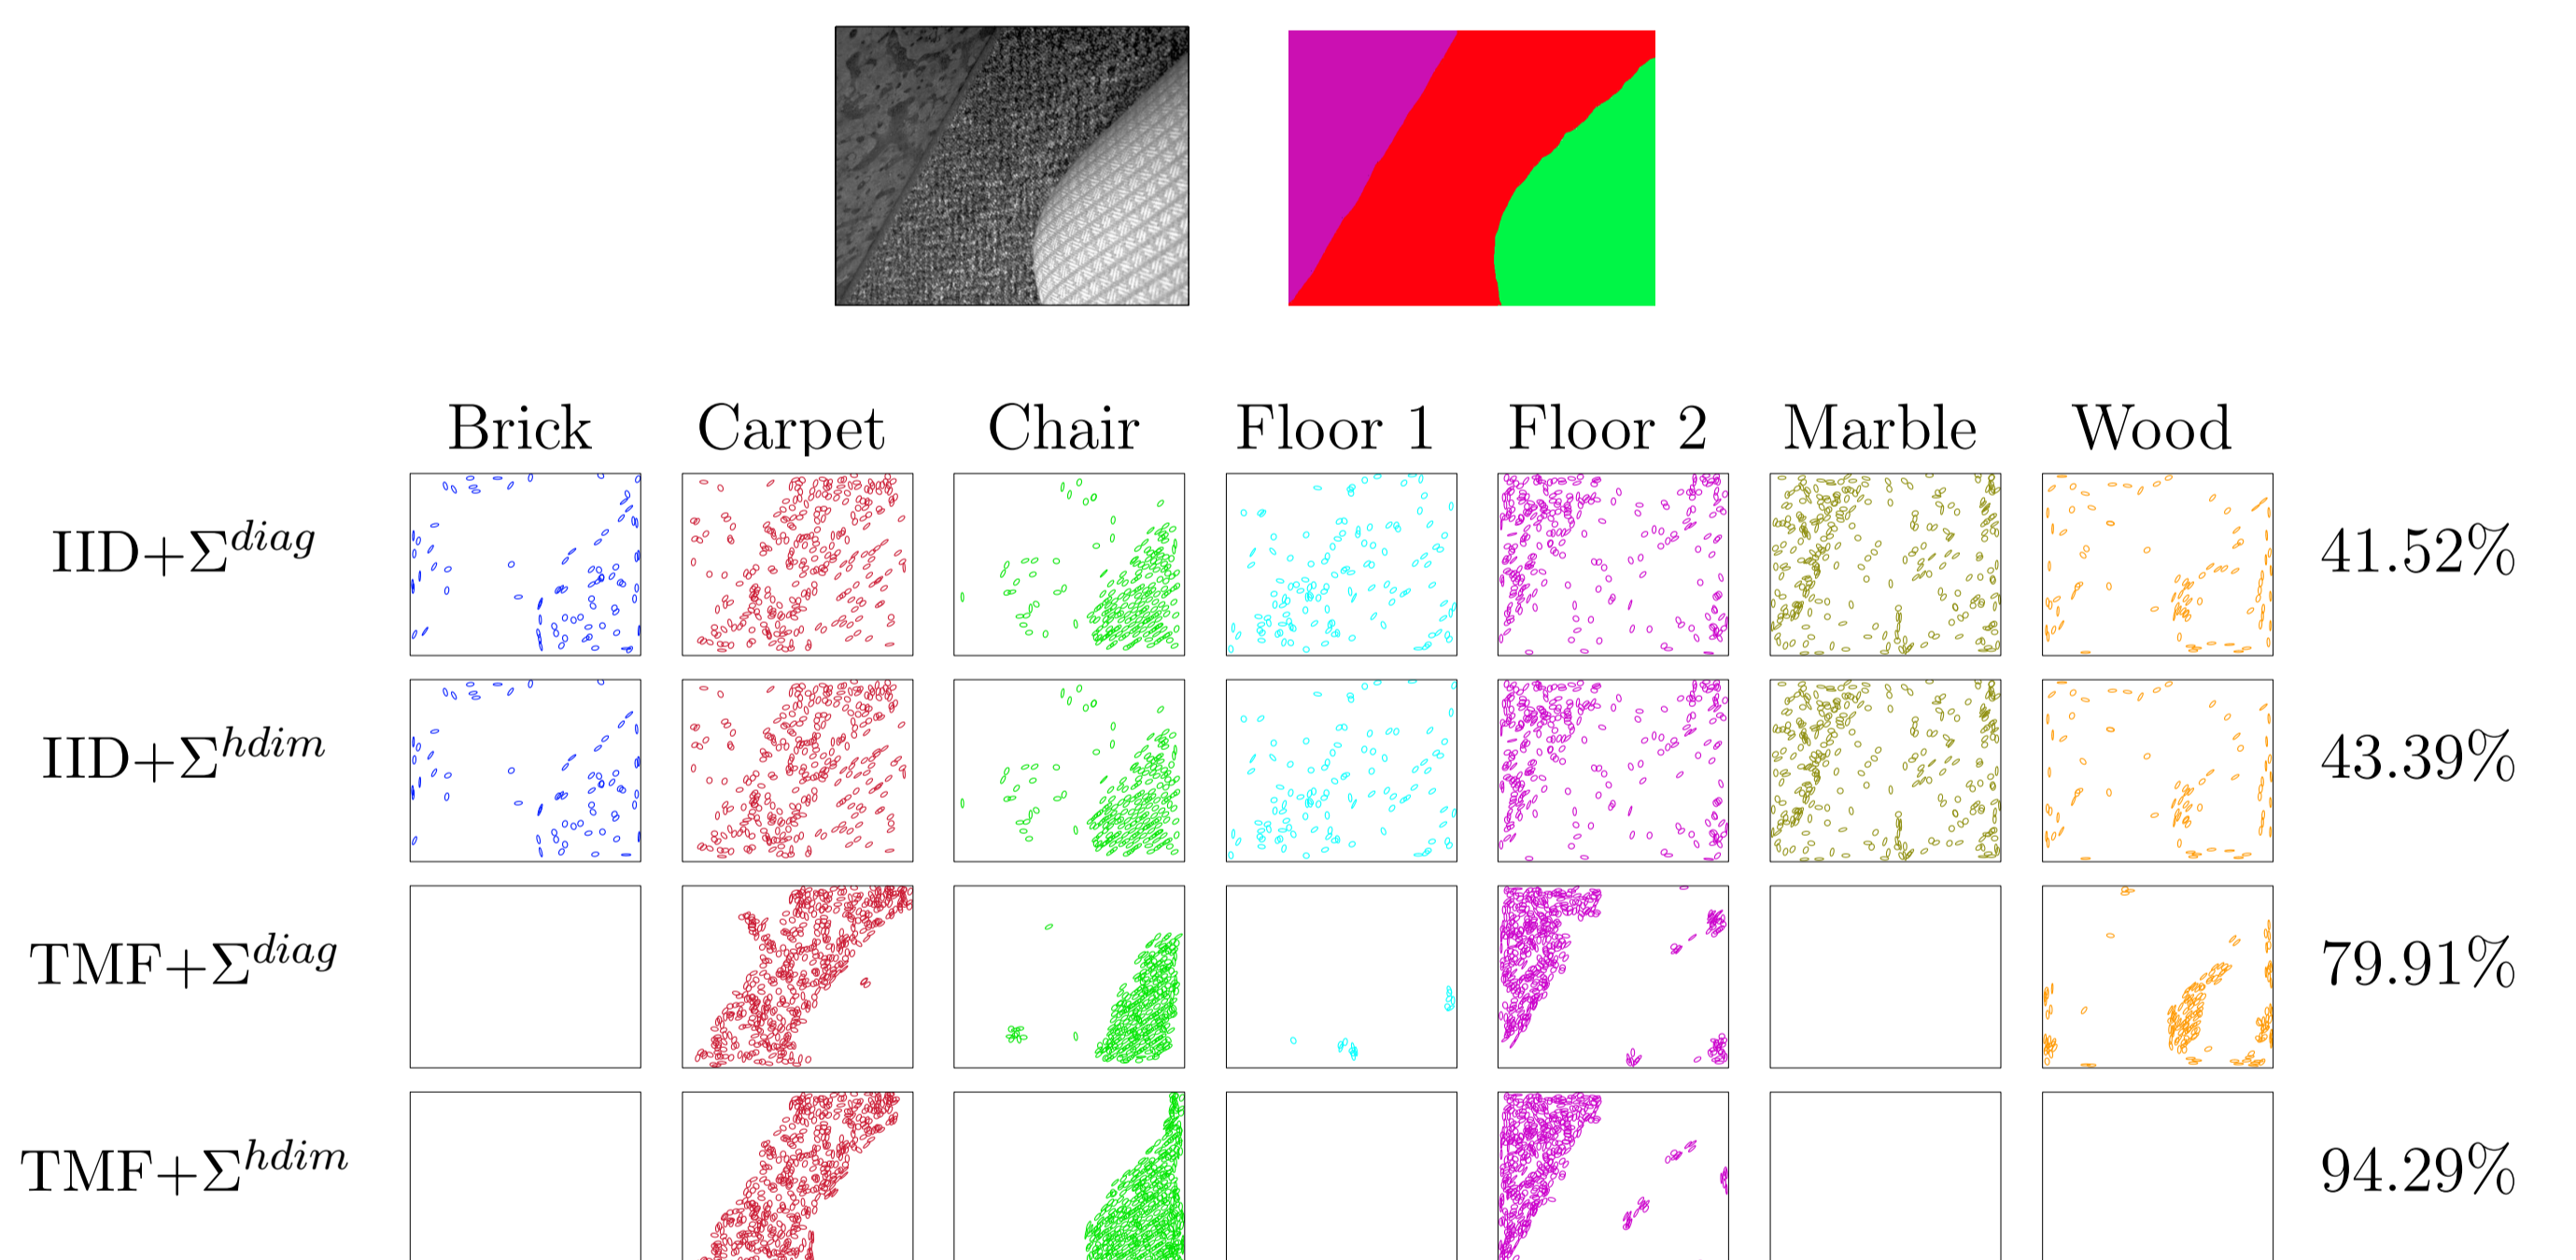 Brick Carpet Chair Floor 1 Floor 2 Marble Wood
IID+Σ^diag 41.52%
IID+Σ^hdim 43.39%
TMF+Σ^diag 79.91%
TMF+Σ^hdim 94.29%